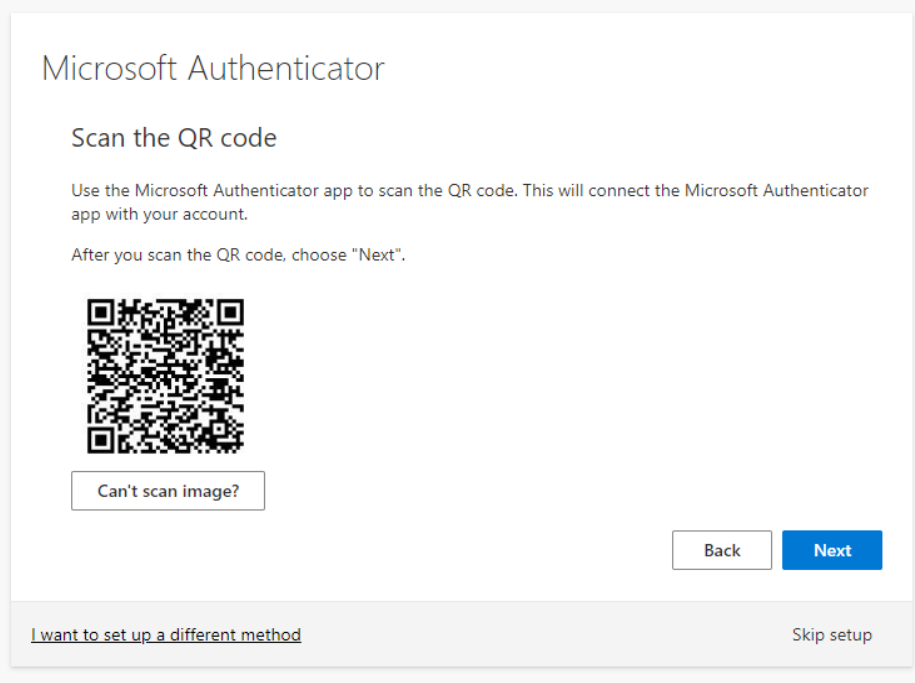 Microsoft Authenticator
Scan the QR code
Use the Microsoft Authenticator app to scan the QR code. This will connect the Microsoft Authenticator
app with your account.
After you scan the QR code, choose "Next".
Can't scan image?
Back
Next
I want to set up a different method
Skip setup